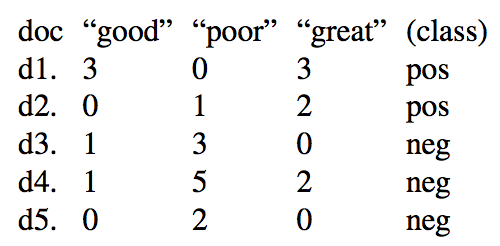 doc “good” “poor” “great” (class)
d1. 3 0 3 pos
d2. 0 1 2 pos
d3. 1 3 0 neg
d4. 1 5 2 neg
d5. 0 2 0 neg